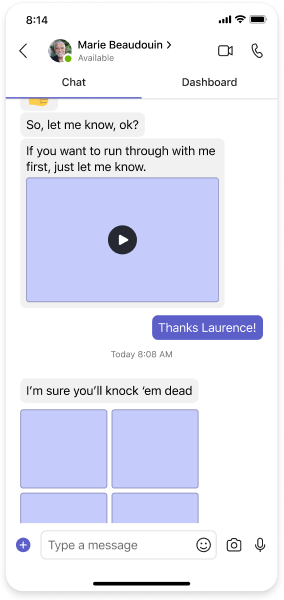 8:14
Marie Beaudouin
Available
Chat
Dashboard
So, let me know, ok?
If you want to run through with me
first, just let me know.
Thanks Laurence!
Today 8:08 AM
I’m sure you’ll knock ‘em dead
Type a message